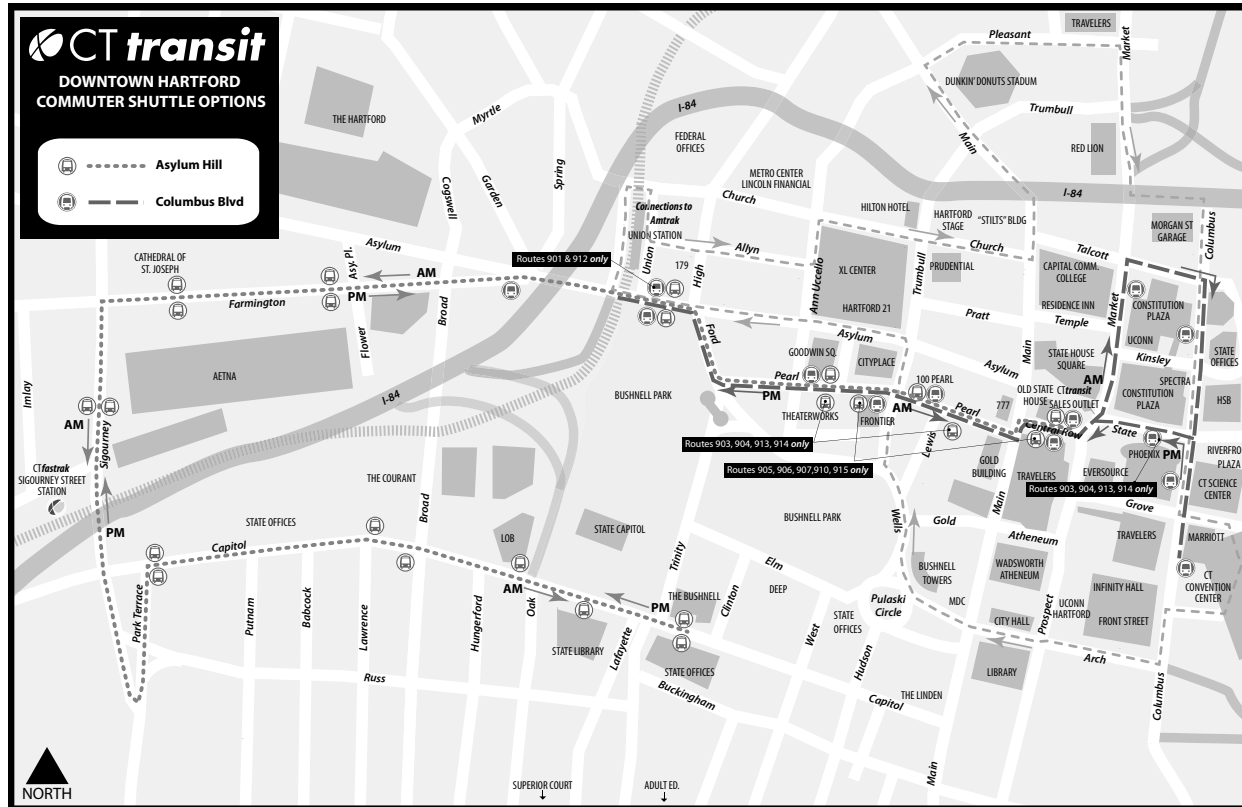 CTtransit
DOWNTOWN HARTFORD
COMMUTER SHUTTLE OPTIONS
Asylum Hill
Columbus Blvd
TRAVELERS
Pleasant
Market
DUNKIN' DONUTS STADUM
Trumbull
Main
RED LION
I-84
I-84
THE HARTFORD
Myrtle
FEDERAL
OFFICES
Cogswell
Garden
Spring
METRO CENTER
LINCOLN FINANCIAL
Church
HILTON HOTEL
HARTFORD
STAGE
"STILTS" BLDG
Church
Talcott
MORGAN ST
GARAGE
Columbus
Connections to
Amtrak
UNION STATION
Allyn
Asylum
CATHEDRAL OF
ST. JOSEPH
Asy. Pl.
AM
Routes 901 & 912 only
Union
179
High
Ann Uccello
XL CENTER
Trumbull
PRUDENTIAL
CAPITAL COMM.
COLLEGE
RESIDENCE INN
Market
CONSTITUTION
PLAZA
PM
Farmington
Broad
HARTFORD 21
Pratt
Temple
Flower
Ford
Asylum
Main
UCONN
Kinsley
STATE
OFFICES
GOODWIN SQ.
CITYPLACE
Asylum
STATE HOUSE
SQUARE
AETNA
Imlay
I-84
BUSHNELL PARK
Pearl
PM
100 PEARL
AM
OLD STATE
HOUSE
CTtransit
SALES OUTLET
CONSTITUTION
PLAZA
SPECTRA
HSB
777
THEATERWORKS
FRONTIER
AM
Pearl
Central Row
State
AM
Sigourney
Routes 903, 904, 913, 914 only
Lewis
PHOENIX
PM
RIVERFRO
PLAZA
Routes 905, 906, 907,910, 915 only
GOLD
BUILDING
TRAVELERS
EVERSOURCE
CTfastrak
SIGOURNEY STREET
STATION
THE COURANT
Routes 903, 904, 913, 914 only
CT SCIENCE
CENTER
Broad
Main
Grove
STATE OFFICES
LOB
STATE CAPITOL
BUSHNELL PARK
Wells
Gold
Atheneum
TRAVELERS
MARRIOTT
PM
Capitol
Trinity
Elm
BUSHNELL
TOWERS
WADSWORTH
ATHENEUM
CT
CONVENTION
CENTER
AM
PM
THE BUSHNELL
Clinton
DEEP
Pulaski
Circle
MDC
INFINITY HALL
Park Terrace
Putnam
Babcock
Lawrence
Hungerford
Oak
West
STATE
OFFICES
CITY HALL
Prospect
UCONN
HARTFORD
FRONT STREET
STATE LIBRARY
Lafayette
STATE OFFICES
Hudson
Arch
LIBRARY
Russ
Buckingham
Capitol
THE LINDEN
Columbus
Main
NORTH
SUPERIOR COURT
ADULT ED.